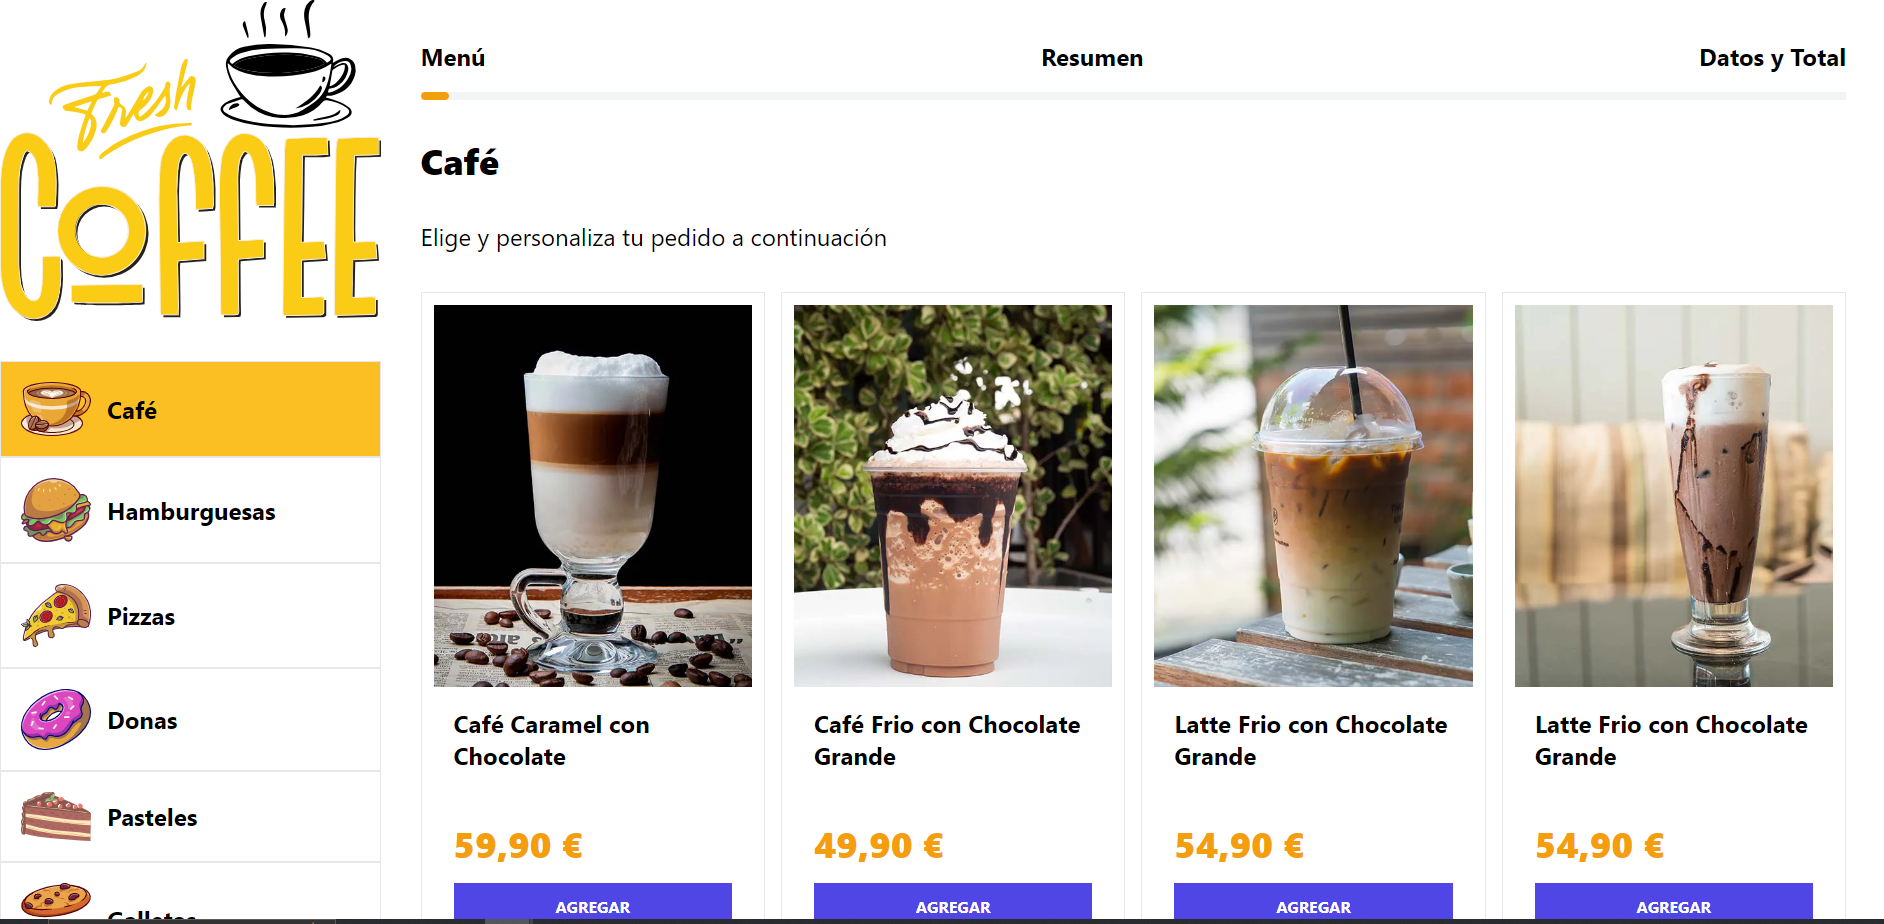 Fresh
COFFEE
Menú
Resumen
Datos y Total
Café
Elige y personaliza tu pedido a continuación
Café
Hamburguesas
Pizzas
Donas
Pasteles
Galletas
Café Caramel con
Chocolate
59,90 €
AGREGAR
Café Frio con Chocolate
Grande
49,90 €
AGREGAR
Latte Frio con Chocolate
Grande
54,90 €
AGREGAR
Latte Frio con Chocolate
Grande
54,90 €
AGREGAR